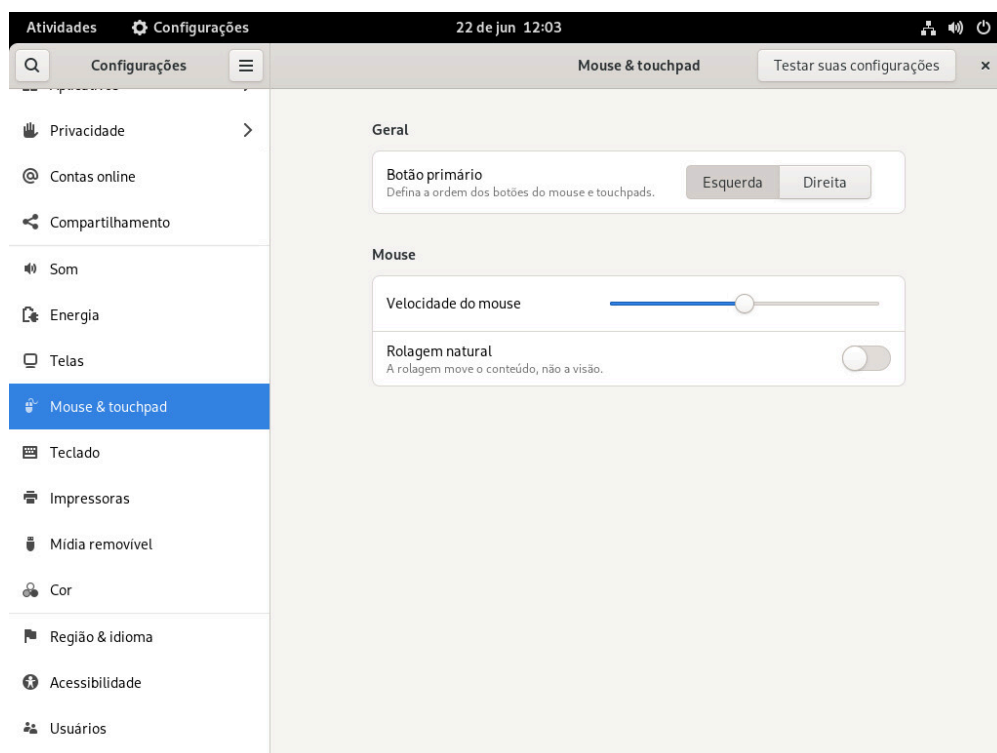 Atividades Configurações 22 de jun 12:03
Configurações Mouse & touchpad Testar suas configurações
Aplicativos
Privacidade
Contas online
Compartilhamento
Som
Energia
Telas
Mouse & touchpad
Teclado
Impressoras
Mídia removível
Cor
Região & idioma
Acessibilidade
Usuários
Geral
Botão primário
Defina a ordem dos botões do mouse e touchpads.
Esquerda Direita
Mouse
Velocidade do mouse
Rolagem natural
A rolagem move o conteúdo, não a visão.